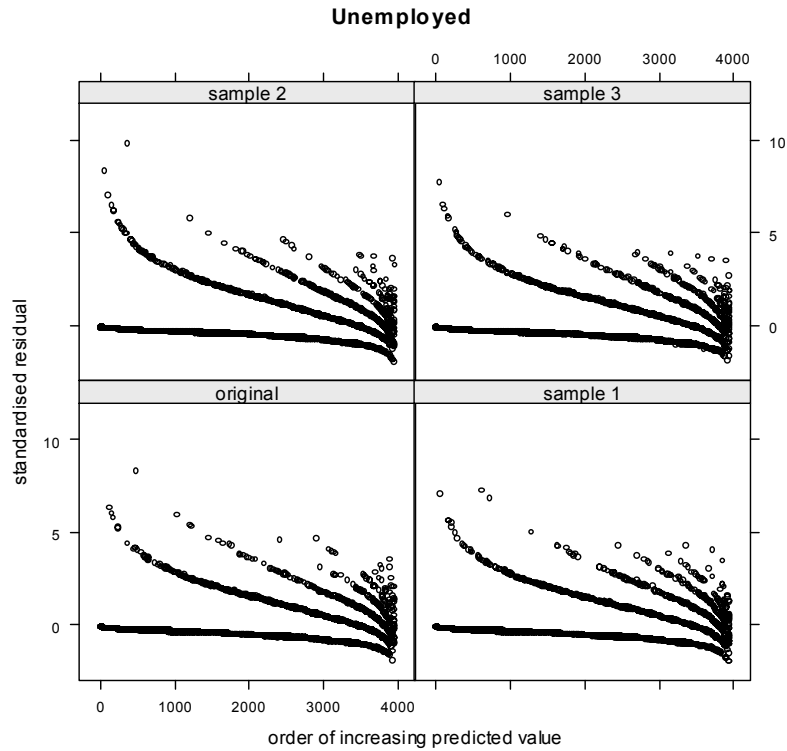 Unemployed
0 1000 2000 3000 4000
sample 2 sample 3
10
5
0
standardised residual
original sample 1
10
5
0
0 1000 2000 3000 4000
order of increasing predicted value